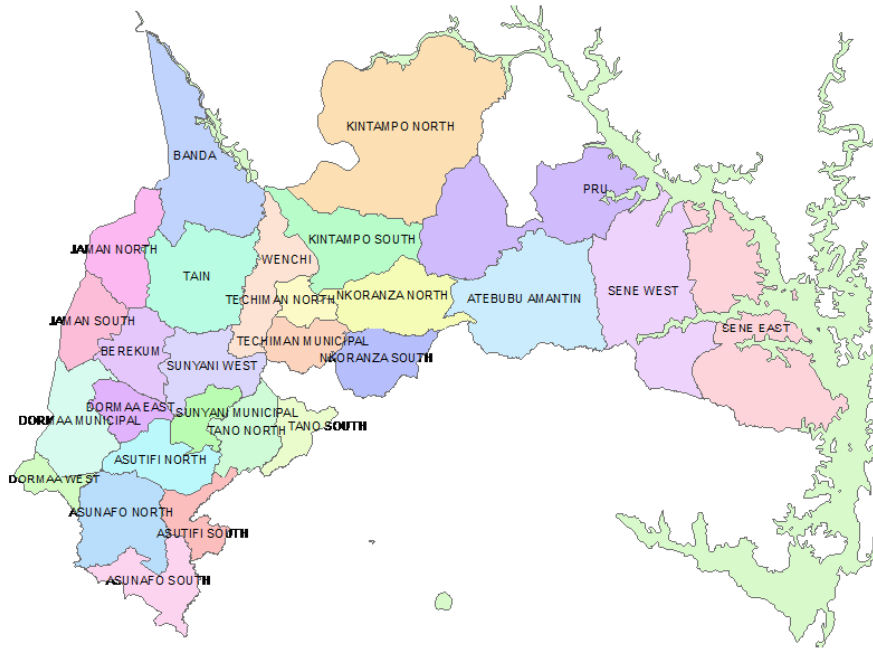 KINTAMPO NORTH
BANDA
PRU
JAMAN NORTH
KINTAMPO SOUTH
WENCHI
TAIN
TECHIMAN NORTH
NKORANZA NORTH
ATEBUBU AMANTIN
SENE WEST
JAMAN SOUTH
SENE EAST
BEREKUM
TECHIMAN MUNICIPAL
NKORANZA SOUTH
SUNYANI WEST
DORMAA EAST
SUNYANI MUNICIPAL
DORMAA MUNICIPAL
TANO NORTH
TANO SOUTH
ASUTIFI NORTH
DORMAA WEST
ASUNAFO NORTH
ASUTIFI SOUTH
ASUNAFO SOUTH